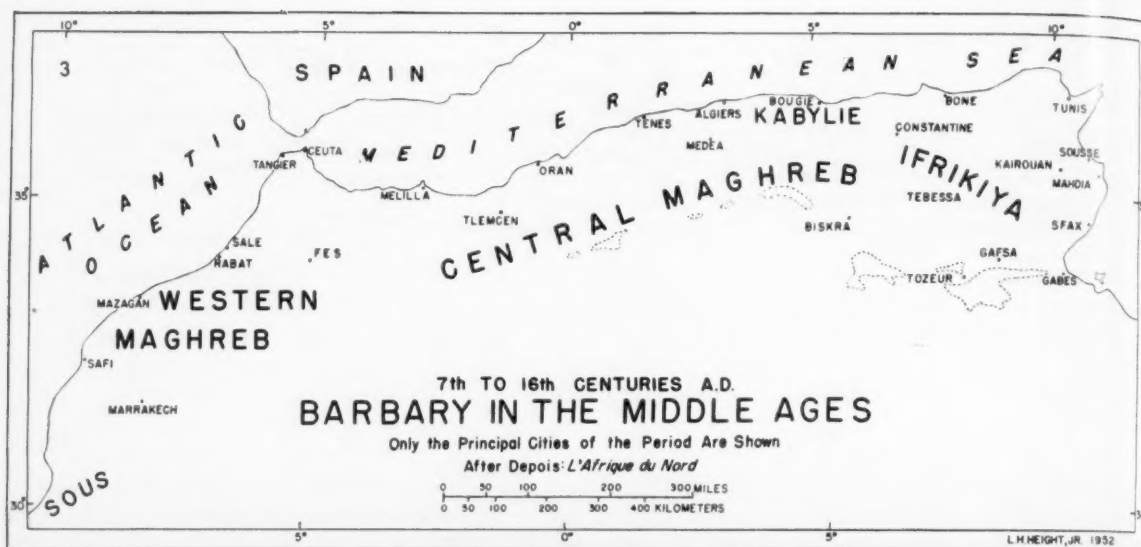 10° 5° 0° 5° 10°
3
SPAIN
MEDITERRANEAN SEA
ATLANTIC
OCEAN
BOUGIE
BONE
TUNIS
ALGIERS
KABYLIE
TENES
CONSTANTINE
CEUTA
MEDEA
SOUSSE
TANGIER
IFRIKIYA
KAIROUAN
ORAN
35°
MELILLA
CENTRAL MAGHREB
TEBESSA
MAHDIA
TLEMCEN
BISKRA
SFAX
SALE
FES
RABAT
GAFSA
TOZEUR
GABES
MAZAGAN
WESTERN
MAGHREB
SAFI
MARRAKECH
7th TO 16th CENTURIES A.D.
BARBARY IN THE MIDDLE AGES
Only the Principal Cities of the Period Are Shown
After Depois: L'Afrique du Nord
0 50 100 200 300 MILES
0 50 100 200 300 400 KILOMETERS
SOUS
30°
5° 0° 5°
L.H.HEIGHT,JR. 1952